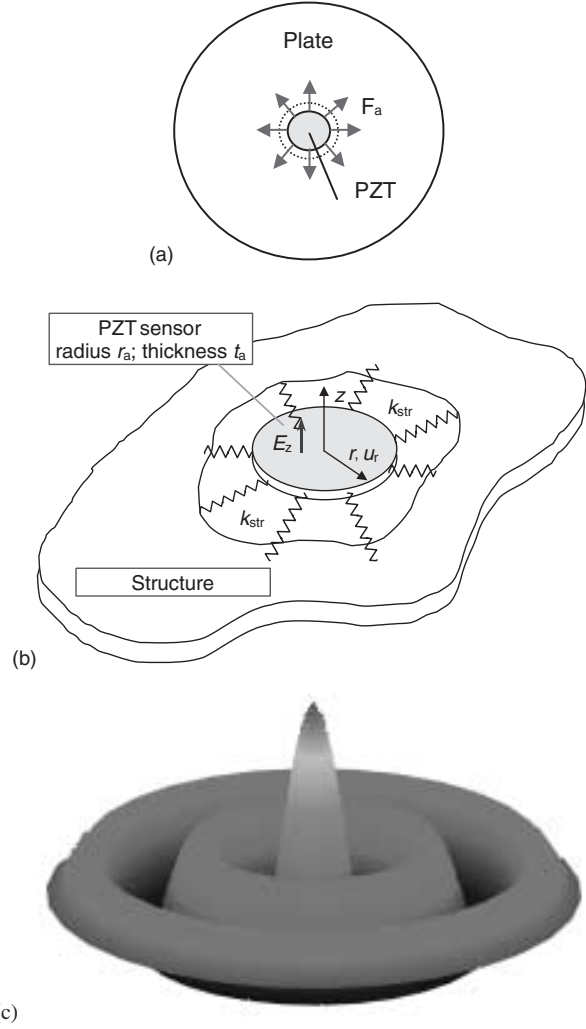 Plate
Fa
PZT
(a)
PZT sensor
radius ra; thickness ta
z
kstr
Ez
r, ur
kstr
Structure
(b)
c)